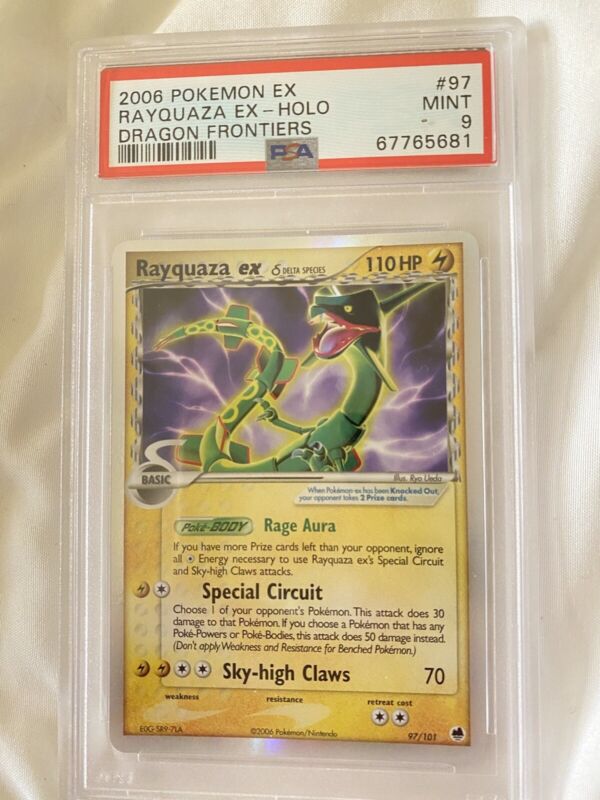 2006 POKEMON EX #97
RAYQUAZA EX-HOLO MINT
DRAGON FRONTIERS 9
PSA 67765681
Rayquaza ex δ DELTA SPECIES 110 HP
BASIC
Illus. Ryo Ueda
When Pokémon-ex has been Knocked Out,
your opponent takes 2 Prize cards.
Poké-BODY Rage Aura
If you have more Prize cards left than your opponent, ignore
all Energy necessary to use Rayquaza ex's Special Circuit
and Sky-high Claws attacks.
Special Circuit
Choose 1 of your opponent's Pokémon. This attack does 30
damage to that Pokémon. If you choose a Pokémon that has any
Poké-Powers or Poké-Bodies, this attack does 50 damage instead.
(Don't apply Weakness and Resistance for Benched Pokémon.)
Sky-high Claws 70
weakness resistance retreat cost
E0G-5R9-7LA ©2006 Pokémon/Nintendo 97/101